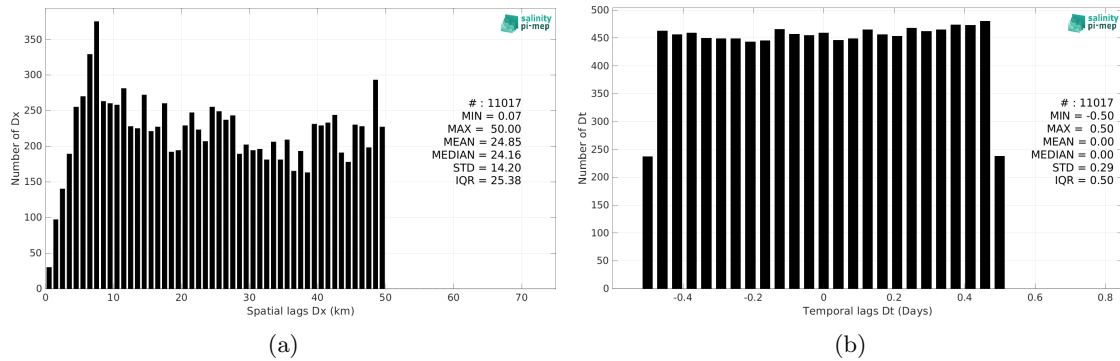 salinity
pi-mep
350
300
250
200
150
100
50
0
Number of Dx
# : 11017
MIN = 0.07
MAX = 50.00
MEAN = 24.85
MEDIAN = 24.16
STD = 14.20
IQR = 25.38
0 10 20 30 40 50 60 70
Spatial lags Dx (km)
(a)
salinity
pi-mep
500
450
400
350
300
250
200
150
100
50
0
Number of Dt
# : 11017
MIN = -0.50
MAX = 0.50
MEAN = 0.00
MEDIAN = 0.00
STD = 0.29
IQR = 0.50
-0.4 -0.2 0 0.2 0.4 0.6 0.8
Temporal lags Dt (Days)
(b)